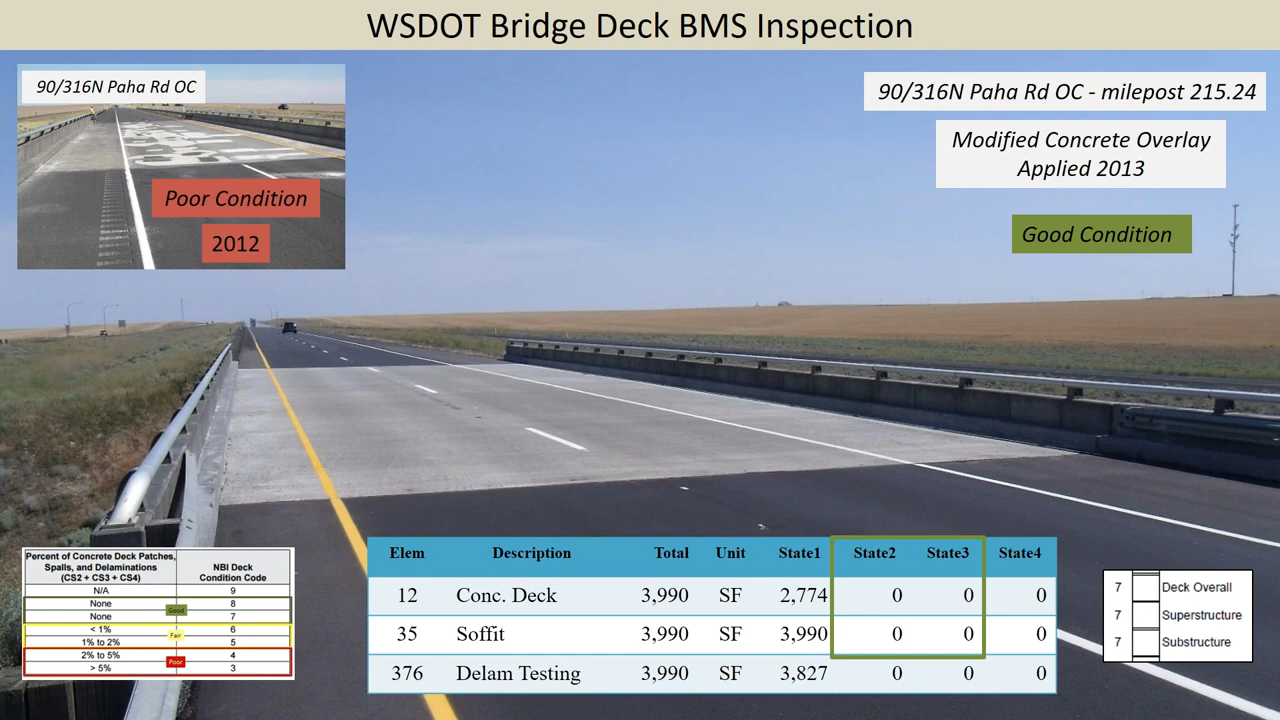 WSDOT Bridge Deck BMS Inspection
90/316N Paha Rd OC
Poor Condition
2012
90/316N Paha Rd OC - milepost 215.24
Modified Concrete Overlay
Applied 2013
Good Condition
Percent of Concrete Deck Patches,
Spalls, and Delaminations
(CS2 + CS3 + CS4)
NBI Deck
Condition Code
N/A 9
None 8
Good
None 7
< 1% 6
Fair
1% to 2% 5
2% to 5% 4
Poor
> 5% 3
Elem Description Total Unit State1 State2 State3 State4
12 Conc. Deck 3,990 SF 2,774 0 0 0
35 Soffit 3,990 SF 3,990 0 0 0
376 Delam Testing 3,990 SF 3,827 0 0 0
7 Deck Overall
7 Superstructure
7 Substructure